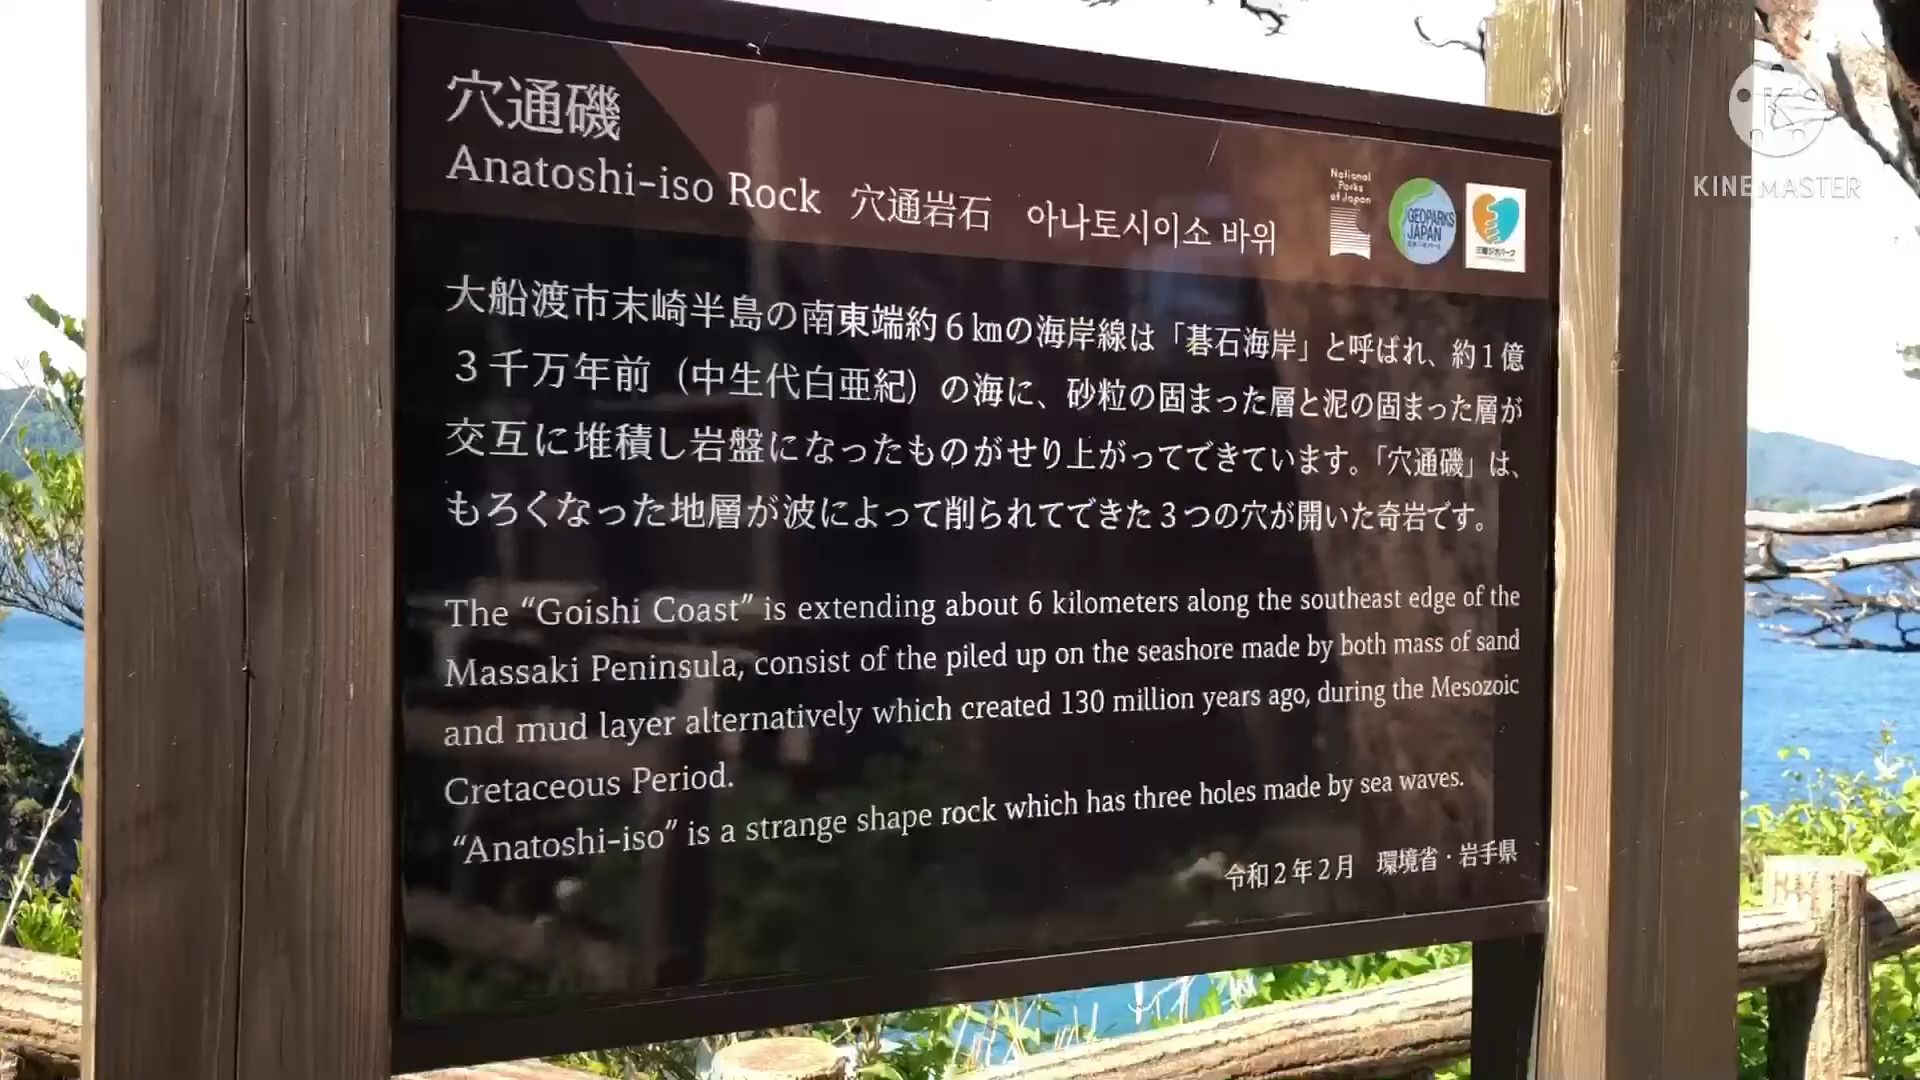 穴通磯
Anatoshi-iso Rock 穴通岩石 아나토시이소 바위
National
Parks
of Japan
GEOPARKS
JAPAN
KINEMASTER
大船渡市末崎半島の南東端約6㎞の海岸線は「碁石海岸」と呼ばれ、約1億
3千万年前（中生代白亜紀）の海に、砂粒の固まった層と泥の固まった層が
交互に堆積し岩盤になったものがせり上がってできています。「穴通磯」は、
もろくなった地層が波によって削られてできた3つの穴が開いた奇岩です。
The “Goishi Coast” is extending about 6 kilometers along the southeast edge of the
Massaki Peninsula, consist of the piled up on the seashore made by both mass of sand
and mud layer alternatively which created 130 million years ago, during the Mesozoic
Cretaceous Period.
“Anatoshi-iso” is a strange shape rock which has three holes made by sea waves.
令和2年2月 環境省・岩手県